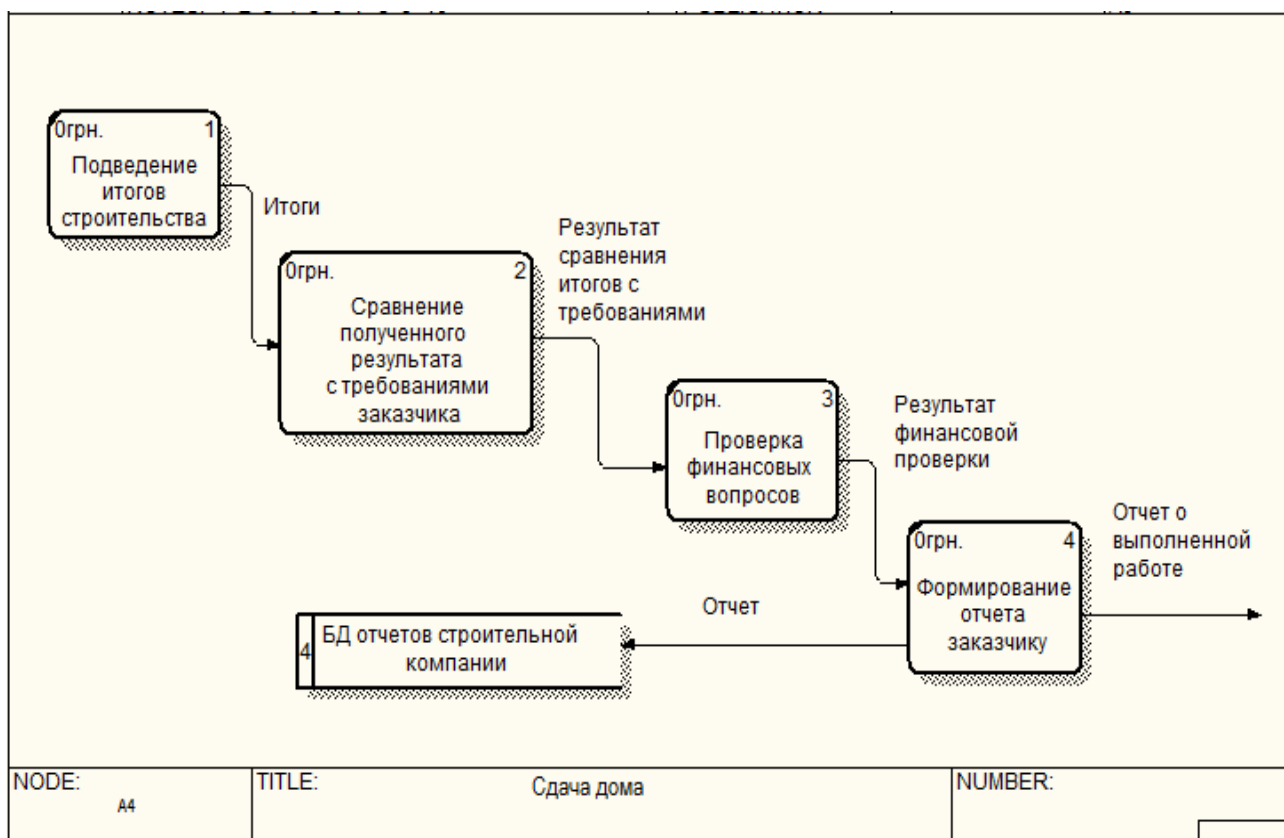 0грн. 1
Подведение
итогов
строительства
Итоги
0грн. 2
Сравнение
полученного
результата
с требованиями
заказчика
Результат
сравнения
итогов с
требованиями
0грн. 3
Проверка
финансовых
вопросов
Результат
финансовой
проверки
0грн. 4
Формирование
отчета
заказчику
Отчет о
выполненной
работе
Отчет
4
БД отчетов строительной
компании
NODE:
A4
TITLE:
Сдача дома
NUMBER: